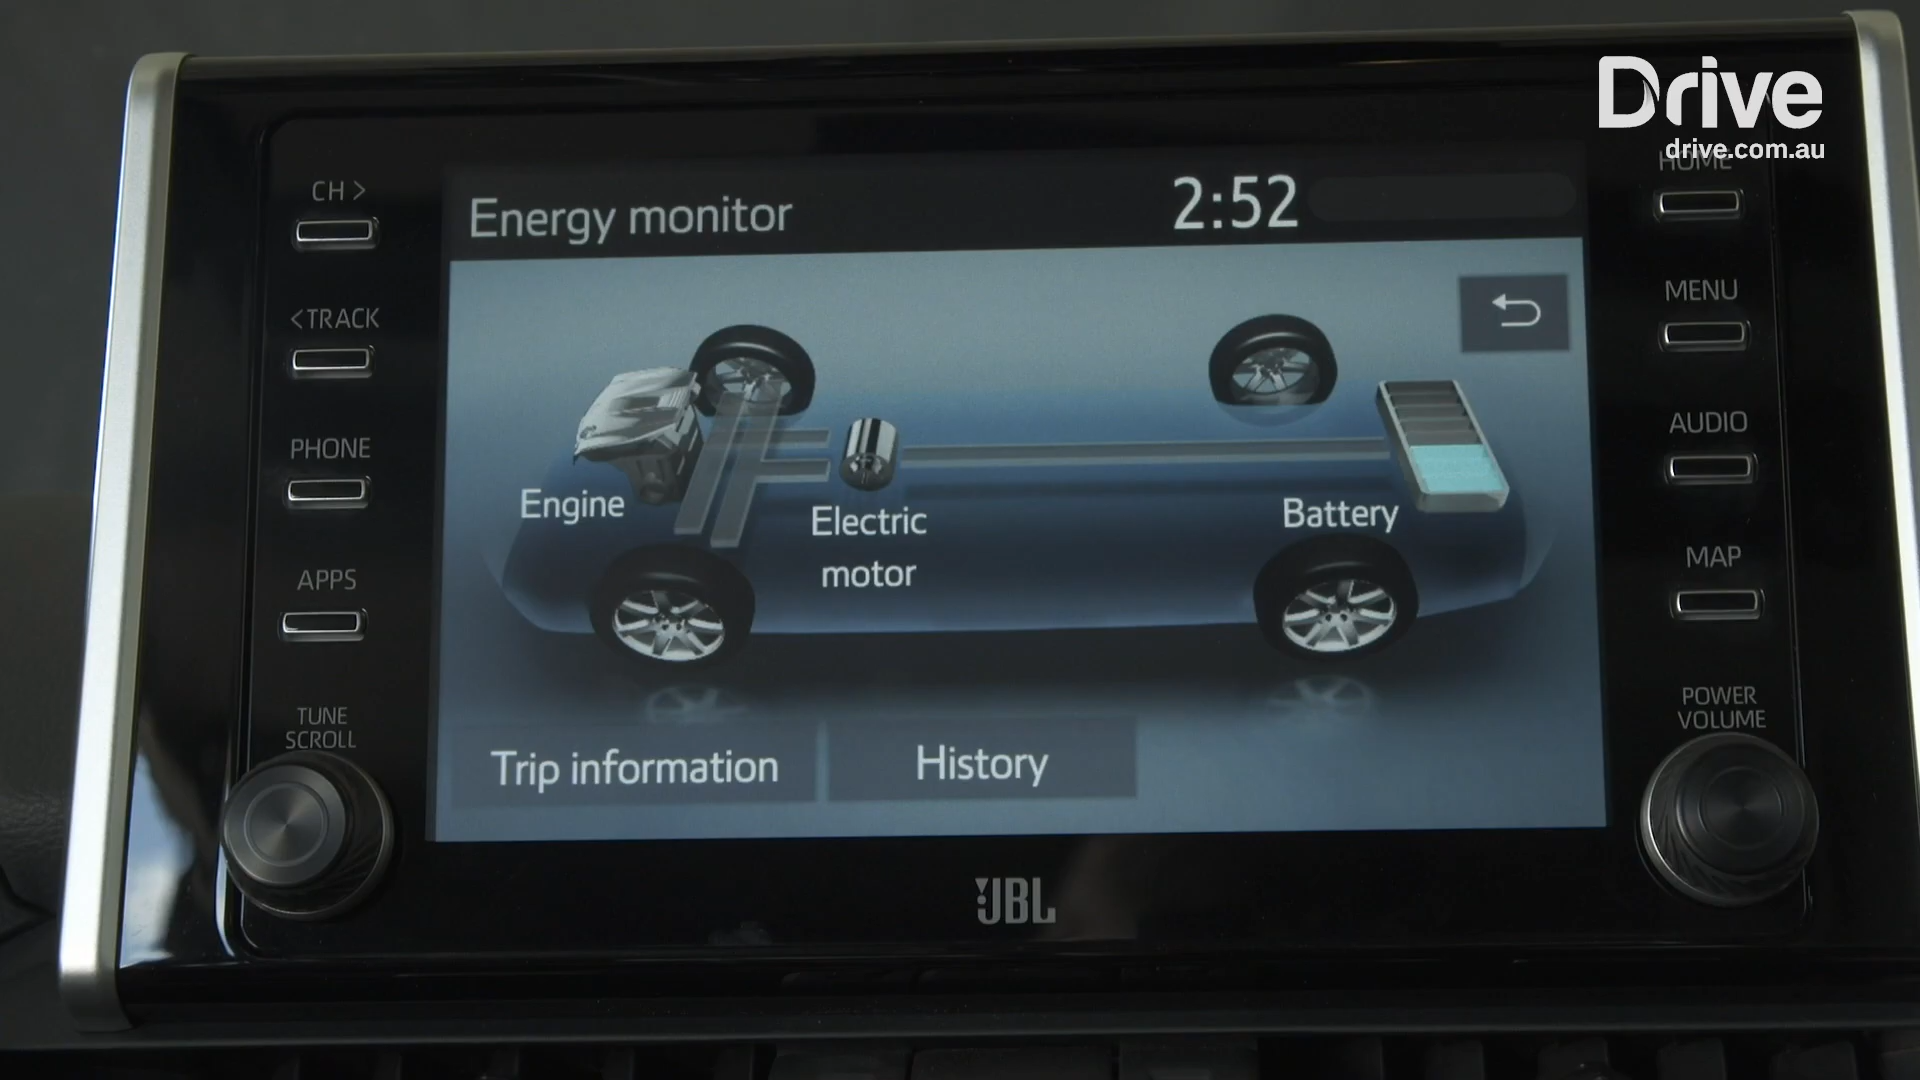 Drive
drive.com.au
CH >
<TRACK
PHONE
APPS
TUNE
SCROLL
Energy monitor
2:52
Engine
Electric
motor
Battery
Trip information
History
JBL
HOME
MENU
AUDIO
MAP
POWER
VOLUME